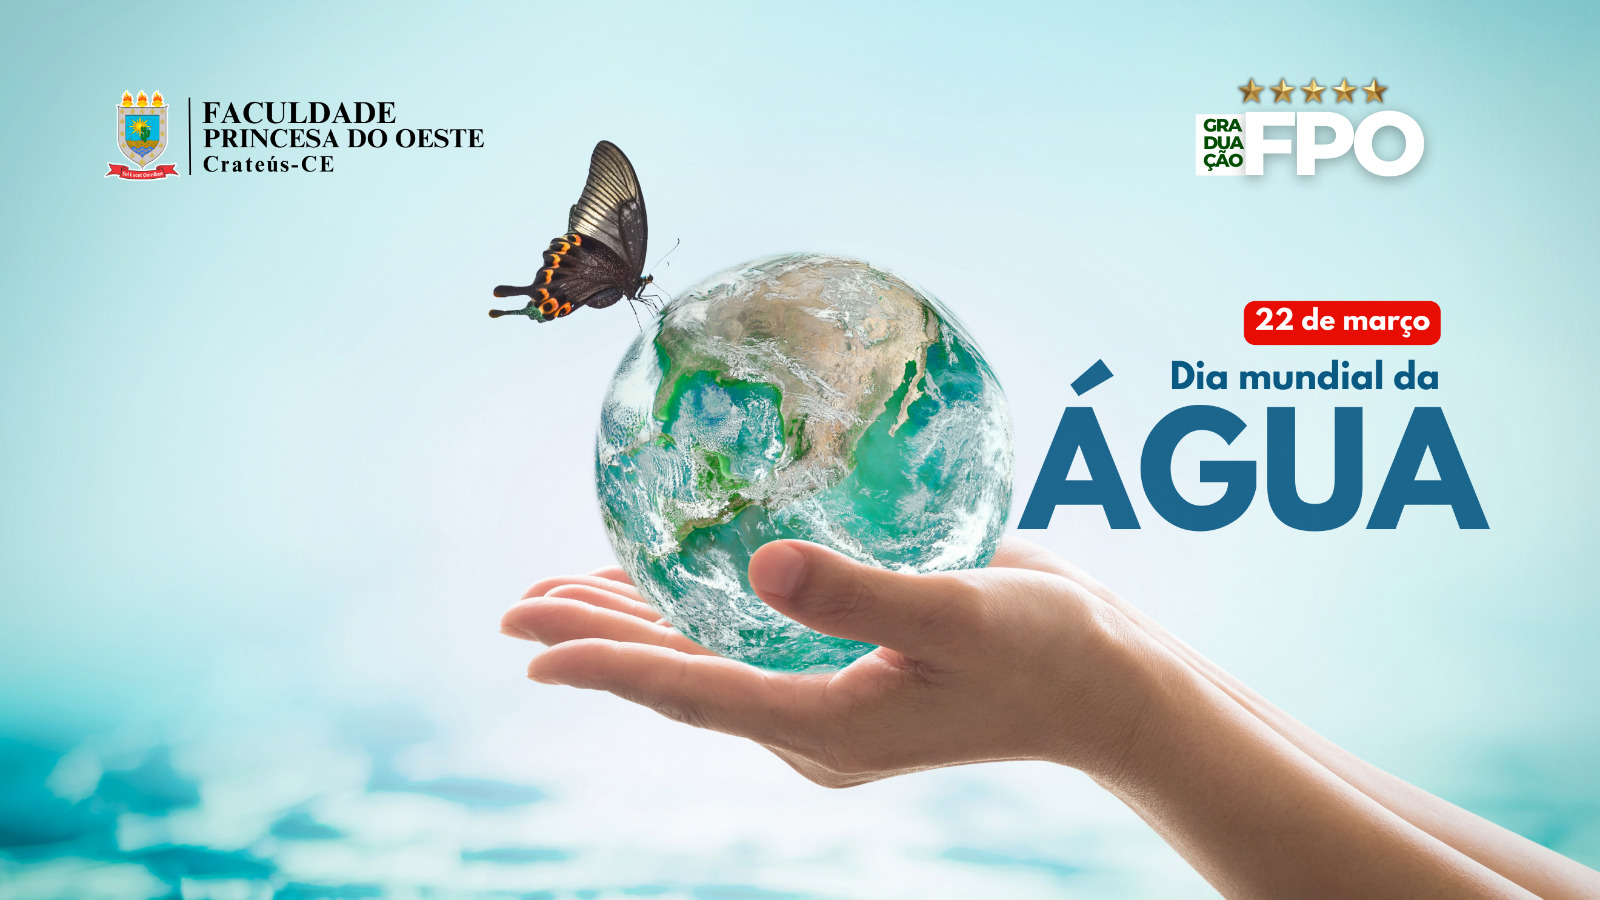 FACULDADE
PRINCESA DO OESTE
Crateús-CE
GRA
DUA
ÇÃO
FPO
22 de março
Dia mundial da
ÁGUA